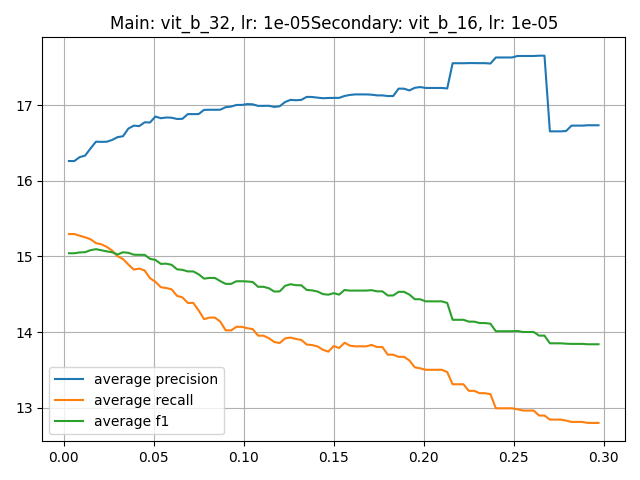 Main: vit_b_32, lr: 1e-05Secondary: vit_b_16, lr: 1e-05
17
16
15
14
13
average precision
average recall
average f1
0.00 0.05 0.10 0.15 0.20 0.25 0.30